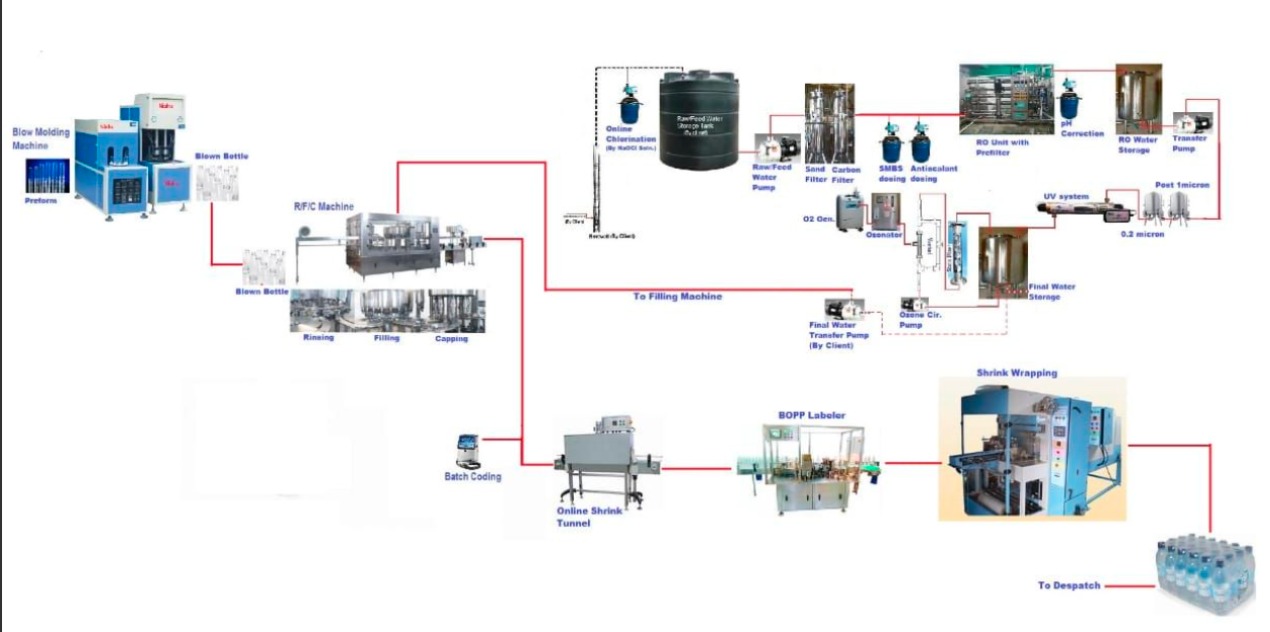 Blow Molding
Machine
Preform
Blown Bottle
Blown Bottle
R/F/C Machine
Rinsing
Filling
Capping
Online
Chlorination
(By NaOCl Soln.)
Raw/Feed Water
Storage Tank
Raw/Feed
Water
Pump
Sand
Filter
Carbon
Filter
SMBS
dosing
Antiscalant
dosing
RO Unit with
Prefilter
pH
Correction
RO Water
Storage
Transfer
Pump
Post 1micron
0.2 micron
UV system
O2 Gen.
Ozonator
Final Water
Storage
Ozone Cir.
Pump
Final Water
Transfer Pump
(By Client)
To Filling Machine
Batch Coding
Online Shrink
Tunnel
BOPP Labeler
Shrink Wrapping
To Despatch